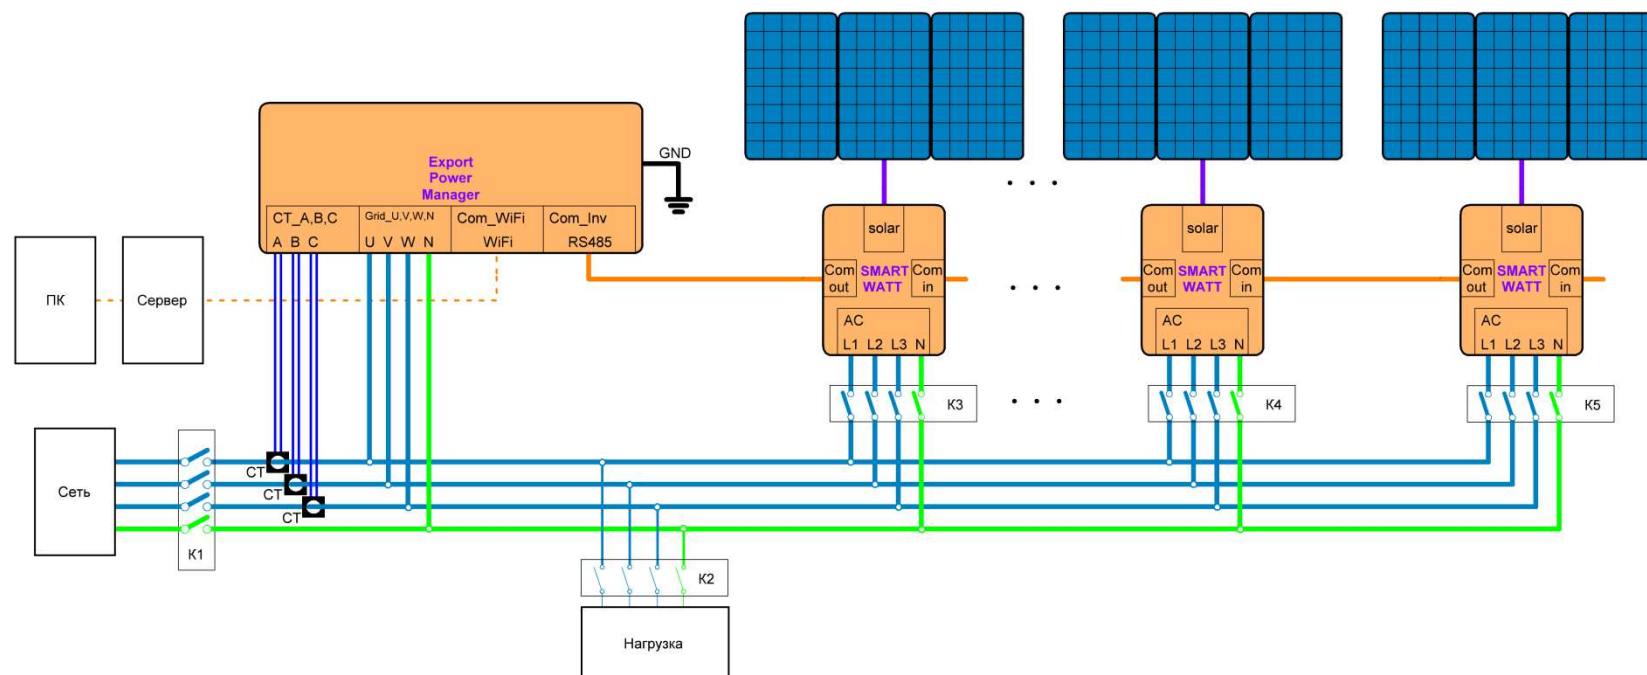 Export
Power
Manager
GND
CT_A,B,C
Grid_U,V,W,N
Com_WiFi
Com_Inv
A B C
U V W N
WiFi
RS485
ПК
Сервер
solar
Com
out
SMART
WATT
Com
in
AC
L1 L2 L3 N
K3
solar
Com
out
SMART
WATT
Com
in
AC
L1 L2 L3 N
K4
solar
Com
out
SMART
WATT
Com
in
AC
L1 L2 L3 N
K5
. . .
. . .
. . .
Сеть
K1
CT
CT
CT
K2
Нагрузка